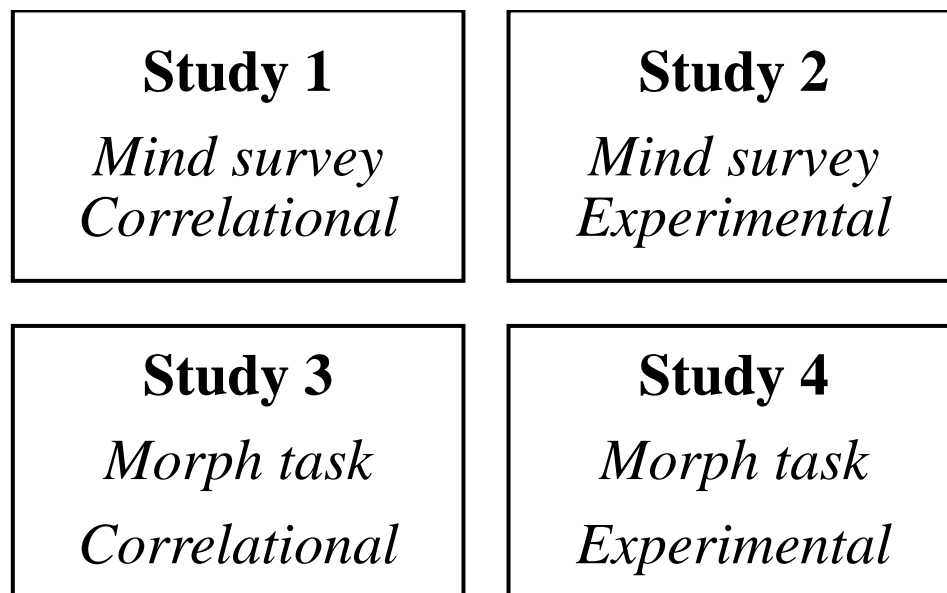 Study 1
Mind survey
Correlational
Study 2
Mind survey
Experimental
Study 3
Morph task
Correlational
Study 4
Morph task
Experimental